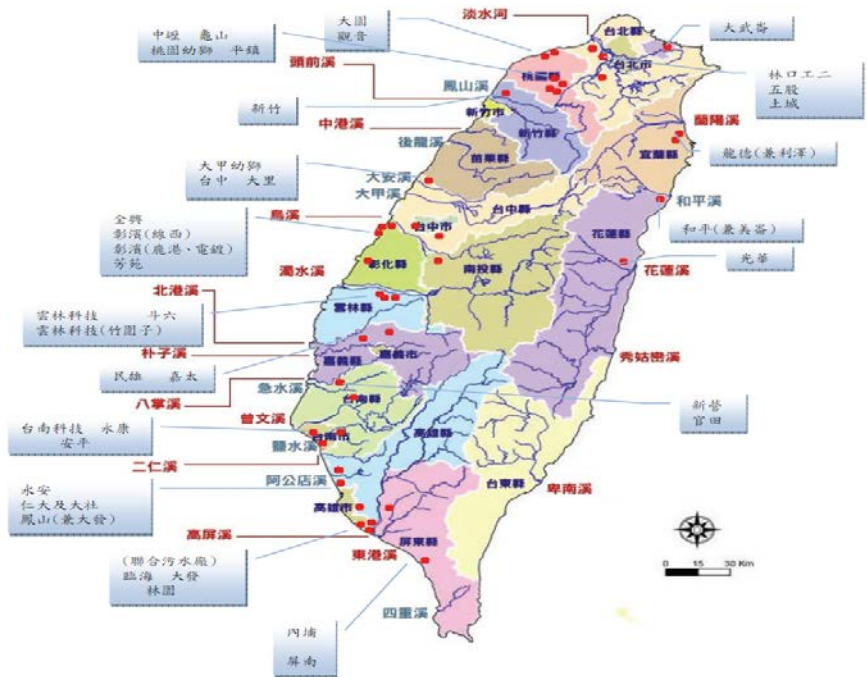 淡水河
台北縣
大武崙
大園
觀音
中壢 龜山
桃園幼獅 平鎮
台北市
桃園縣
林口工二
五股
土城
頭前溪
鳳山溪
新竹
新竹市
新竹縣
中港溪
蘭陽溪
後龍溪
苗栗縣
宜蘭縣
龍德(兼利澤)
大甲幼獅
台中 大里
大安溪
大甲溪
台中縣
和平溪
全興
彰濱(線西)
彰濱(鹿港、電鍍)
芳苑
烏溪
台中市
花蓮縣
和平(兼美崙)
彰化縣
南投縣
光華
花蓮溪
濁水溪
北港溪
雲林縣
雲林科技 斗六
雲林科技(竹圍子)
朴子溪
嘉義縣
嘉義市
秀姑巒溪
民雄 嘉太
急水溪
八掌溪
台南縣
新營
官田
曾文溪
台南科技 永康
安平
台南市
鹽水溪
高雄縣
二仁溪
阿公店溪
台東縣
卑南溪
永安
仁大及大社
鳳山(兼大發)
高雄市
高屏溪
東港溪
屏東縣
(聯合污水廠)
臨海 大發
林園
四重溪
內埔
屏南
0 15 30 Km